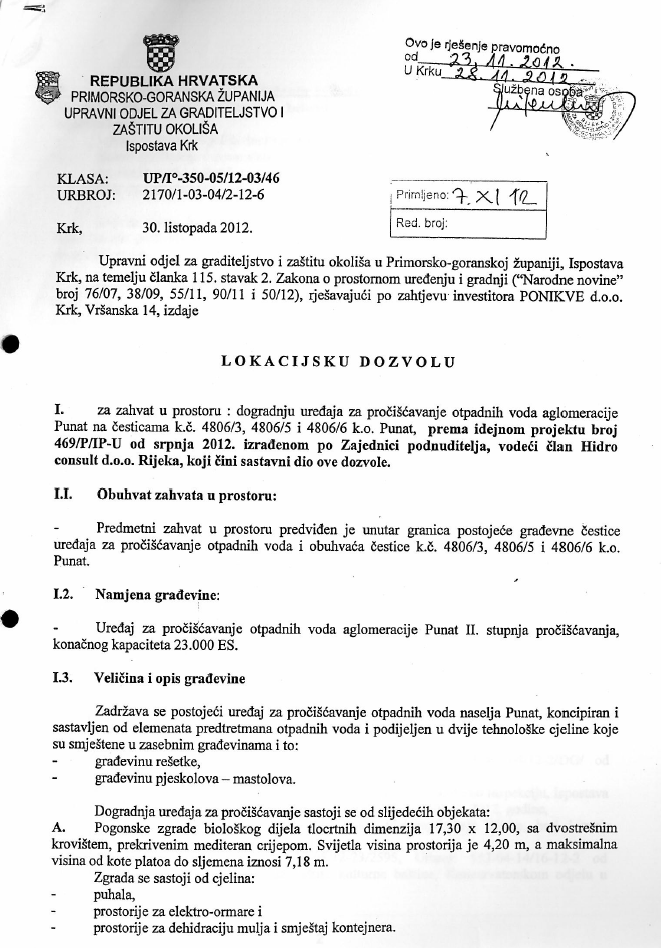 Ovo je rješenje pravomoćno
od 23.11.2012.
U Krku 28.11.2012
Službena osoba
REPUBLIKA HRVATSKA
PRIMORSKO-GORANSKA ŽUPANIJA
UPRAVNI ODJEL ZA GRADITELJSTVO I
ZAŠTITU OKOLIŠA
Ispostava Krk
KLASA: UP/I°-350-05/12-03/46
URBROJ: 2170/1-03-04/2-12-6
Primljeno: 7. XI 12
Red. broj:
Krk, 30. listopada 2012.
Upravni odjel za graditeljstvo i zaštitu okoliša u Primorsko-goranskoj županiji, Ispostava
Krk, na temelju članka 115. stavak 2. Zakona o prostornom uređenju i gradnji (“Narodne novine”
broj 76/07, 38/09, 55/11, 90/11 i 50/12), rješavajući po zahtjevu investitora PONIKVE d.o.o.
Krk, Vršanska 14, izdaje
LOKACIJSKU DOZVOLU
I. za zahvat u prostoru : dogradnju uređaja za pročišćavanje otpadnih voda aglomeracije
Punat na česticama k.č. 4806/3, 4806/5 i 4806/6 k.o. Punat, prema idejnom projektu broj
469/P/IP-U od srpnja 2012. izrađenom po Zajednici podnuditelja, vodeći član Hidro
consult d.o.o. Rijeka, koji čini sastavni dio ove dozvole.
I.I. Obuhvat zahvata u prostoru:
- Predmetni zahvat u prostoru predviđen je unutar granica postojeće građevne čestice
uređaja za pročišćavanje otpadnih voda i obuhvaća čestice k.č. 4806/3, 4806/5 i 4806/6 k.o.
Punat.
I.2. Namjena građevine:
- Uređaj za pročišćavanje otpadnih voda aglomeracije Punat II. stupnja pročišćavanja,
konačnog kapaciteta 23.000 ES.
I.3. Veličina i opis građevine
Zadržava se postojeći uređaj za pročišćavanje otpadnih voda naselja Punat, koncipiran i
sastavljen od elemenata predtretmana otpadnih voda i podijeljen u dvije tehnološke cjeline koje
su smještene u zasebnim građevinama i to:
- građevinu rešetke,
- građevinu pjeskolova – mastolova.
Dogradnja uređaja za pročišćavanje sastoji se od slijedećih objekata:
A. Pogonske zgrade biološkog dijela tlocrtnih dimenzija 17,30 x 12,00, sa dvostrešnim
krovištem, prekrivenim mediteran crijepom. Svijetla visina prostorija je 4,20 m, a maksimalna
visina od kote platoa do sljemena iznosi 7,18 m.
Zgrada se sastoji od cjelina:
- puhala,
- prostorije za elektro-ormare i
- prostorije za dehidraciju mulja i smještaj kontejnera.